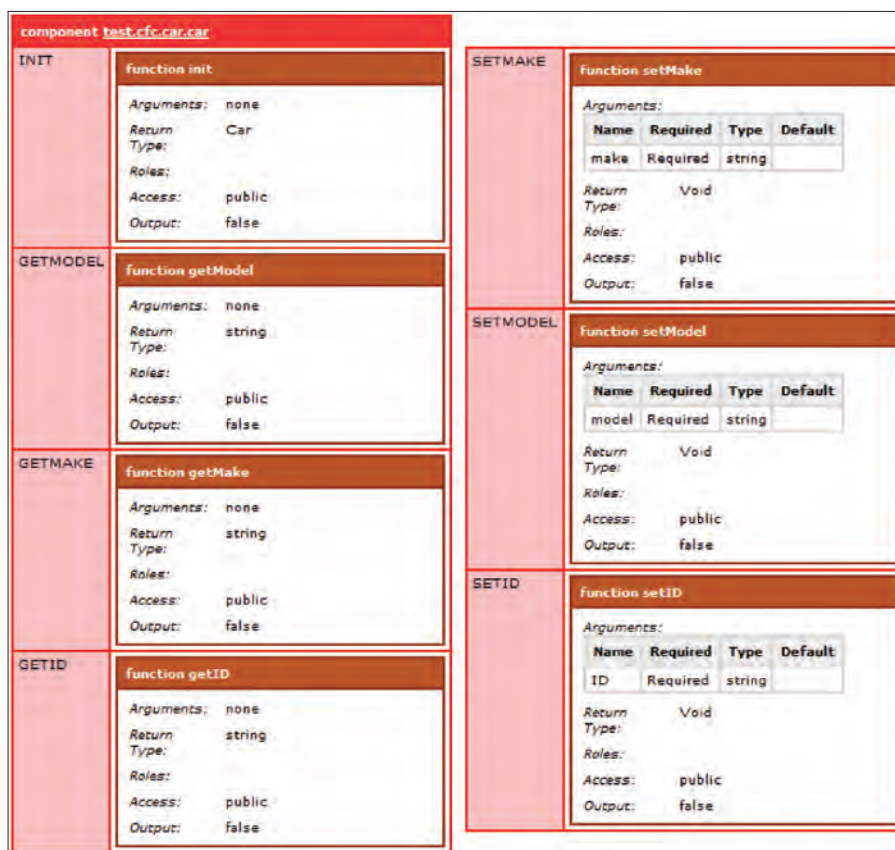 component test.cfc.car.car
INIT
function init
Arguments: none
Return Type: Car
Roles:
Access: public
Output: false
GETMODEL
function getModel
Arguments: none
Return Type: string
Roles:
Access: public
Output: false
GETMAKE
function getMake
Arguments: none
Return Type: string
Roles:
Access: public
Output: false
GETID
function getID
Arguments: none
Return Type: string
Roles:
Access: public
Output: false
SETMAKE
function setMake
Arguments:
Name Required Type Default
make Required string
Return Type: Void
Roles:
Access: public
Output: false
SETMODEL
function setModel
Arguments:
Name Required Type Default
model Required string
Return Type: Void
Roles:
Access: public
Output: false
SETID
function setID
Arguments:
Name Required Type Default
ID Required string
Return Type: Void
Roles:
Access: public
Output: false